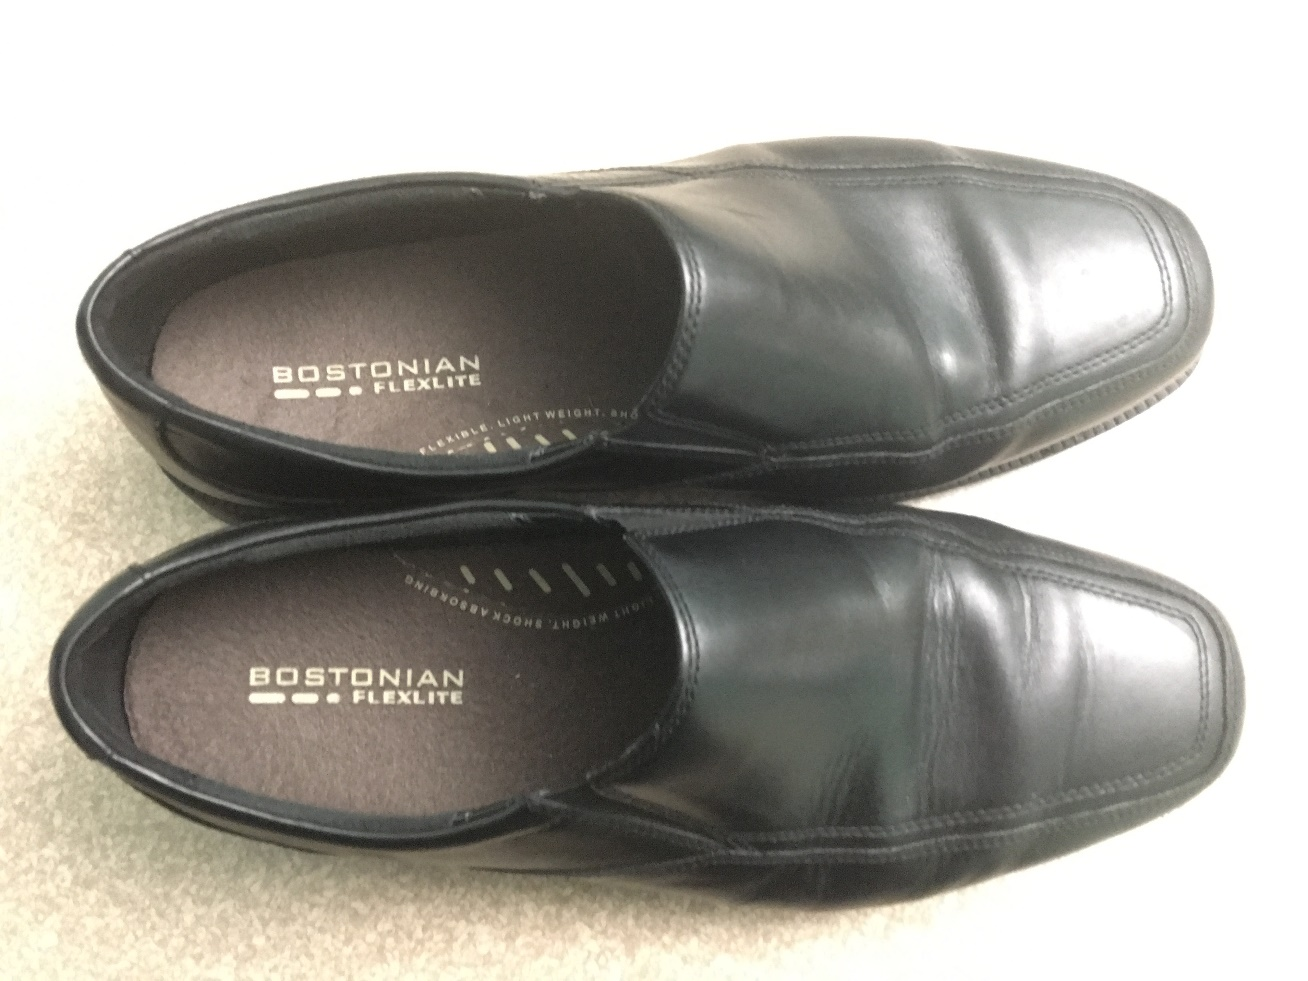 BOSTONIAN
FLEXLITE
FLEXIBLE. LIGHT WEIGHT.
BOSTONIAN
FLEXLITE
LIGHT WEIGHT. SHOCK ABSORBING